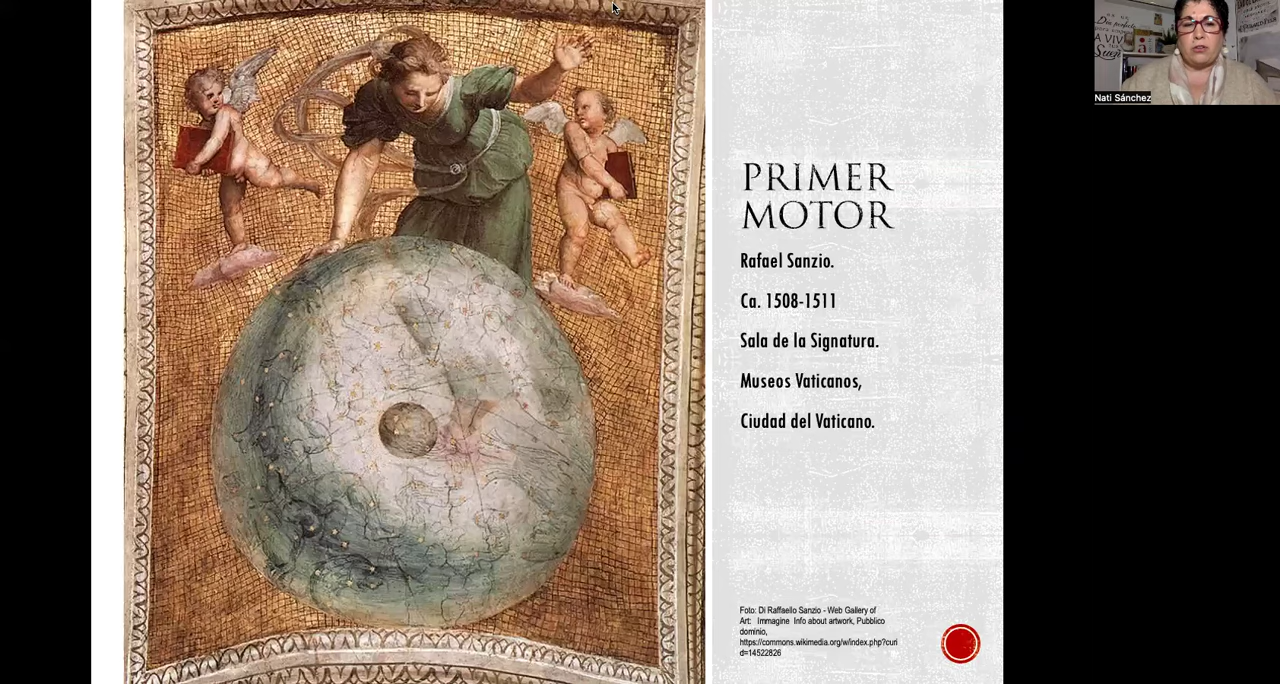 PRIMER
MOTOR
Rafael Sanzio.
Ca. 1508-1511
Sala de la Signatura.
Museos Vaticanos,
Ciudad del Vaticano.
Foto: Di Raffaello Sanzio - Web Gallery of
Art: Immagine Info about artwork, Pubblico
dominio,
https://commons.wikimedia.org/w/index.php?curi
d=14522826
Nati Sánchez